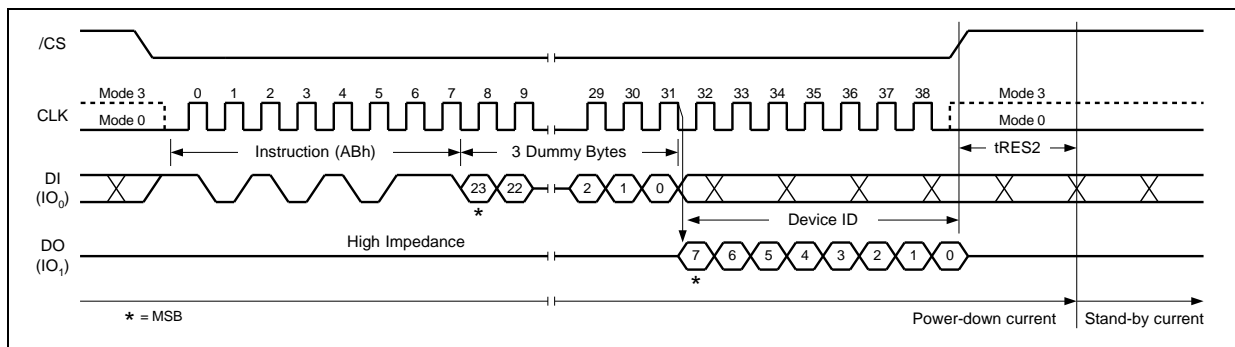 /CS
Mode 3 0 1 2 3 4 5 6 7 8 9 29 30 31 32 33 34 35 36 37 38 Mode 3
CLK
Mode 0 Mode 0
Instruction (ABh) 3 Dummy Bytes tRES2
DI
(IO0)
23 22 2 1 0
*
Device ID
High Impedance
DO
(IO1)
7 6 5 4 3 2 1 0
*
* = MSB
Power-down current Stand-by current